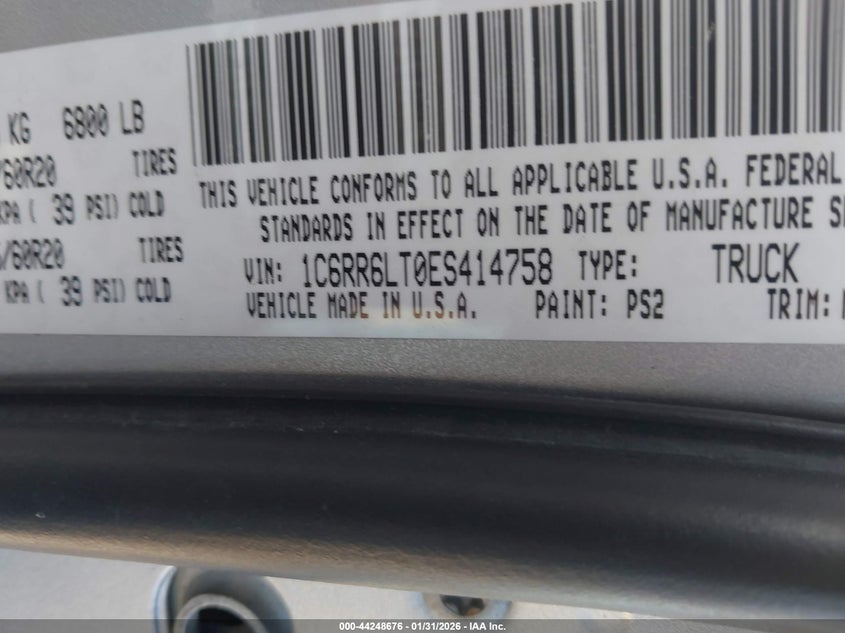 KG 6800 LB
/60R20 TIRES
KPA ( 39 PSI) COLD
/60R20 TIRES
KPA ( 39 PSI) COLD
THIS VEHICLE CONFORMS TO ALL APPLICABLE U.S.A. FEDERAL
STANDARDS IN EFFECT ON THE DATE OF MANUFACTURE
VIN: 1C6RR6LT0ES414758 TYPE: TRUCK
VEHICLE MADE IN U.S.A. PAINT: PS2 TRIM:
000-44248676 - 01/31/2026 - IAA Inc.